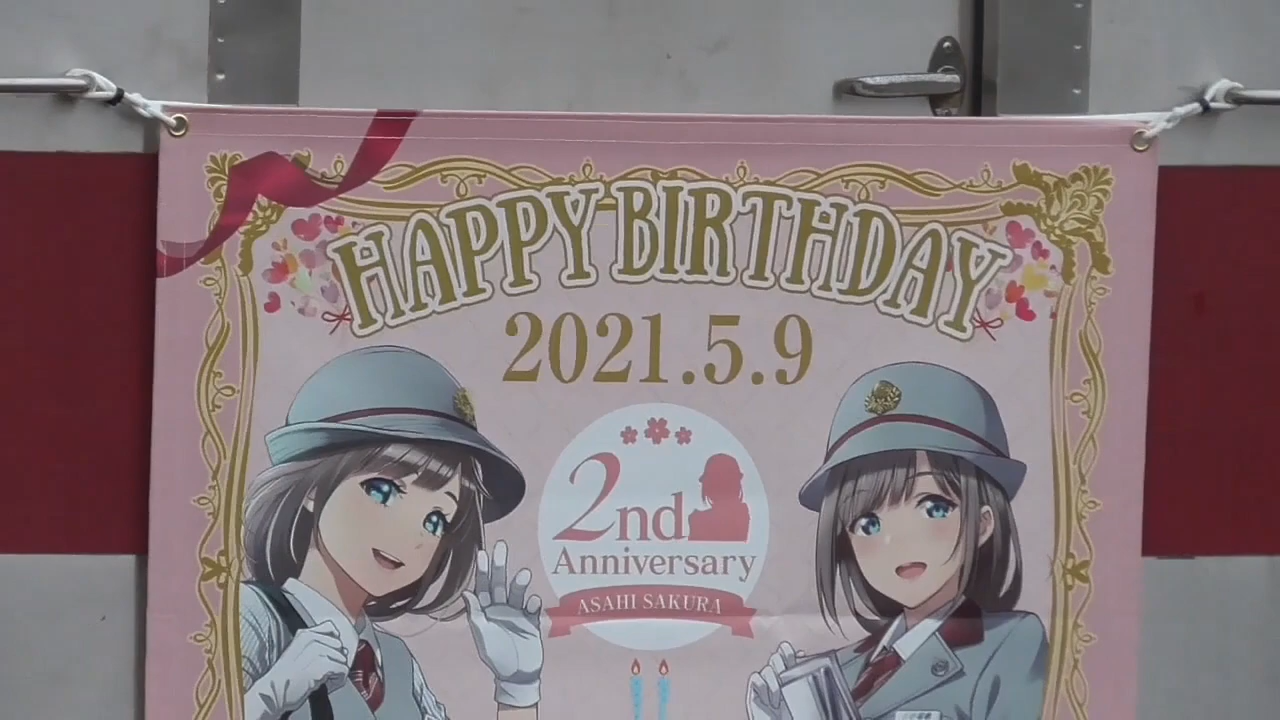 HAPPY BIRTHDAY
2021.5.9
2nd
Anniversary
ASAHI SAKURA